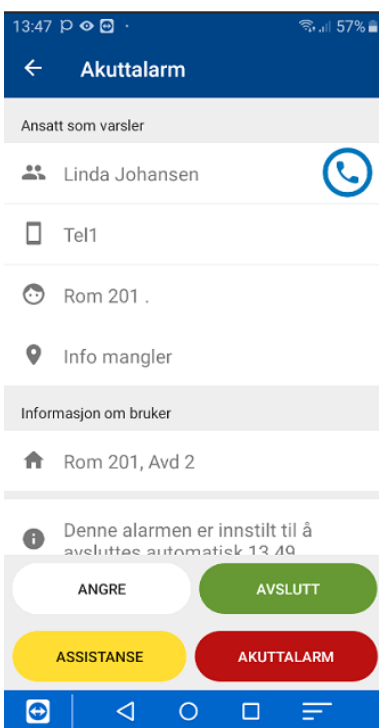 13:47 57%
Akuttalarm
Ansatt som varsler
Linda Johansen
Tel1
Rom 201 .
Info mangler
Informasjon om bruker
Rom 201, Avd 2
Denne alarmen er innstilt til å
avsluttes automatisk 13.49
ANGRE AVSLUTT
ASSISTANSE AKUTTALARM